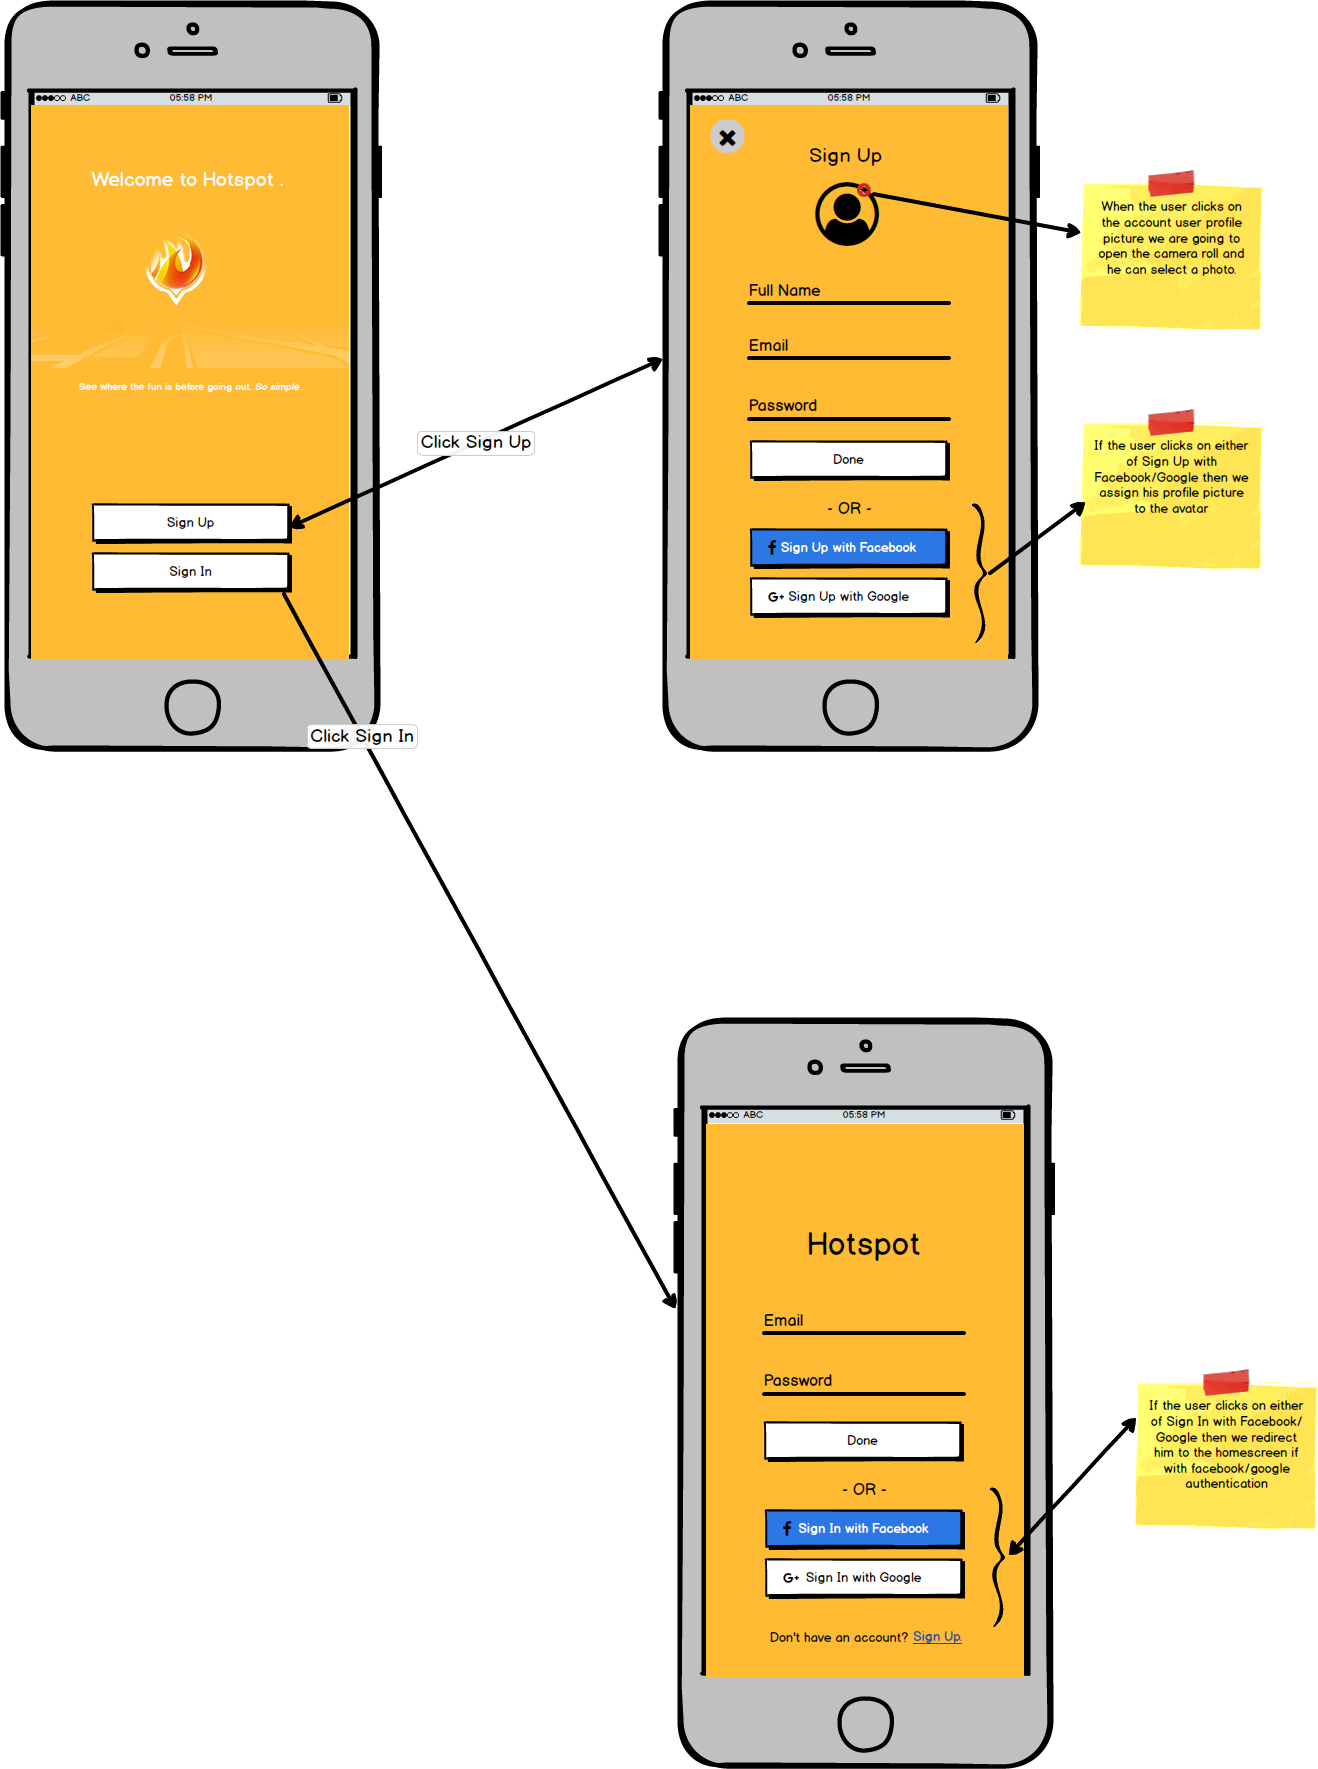 ABC 05:58 PM
Welcome to Hotspot .
See where the fun is before going out. So simple .
Sign Up
Sign In
Click Sign Up
Click Sign In
ABC 05:58 PM
Sign Up
Full Name
Email
Password
Done
- OR -
f Sign Up with Facebook
G+ Sign Up with Google
When the user clicks on
the account user profile
picture we are going to
open the camera roll and
he can select a photo.
If the user clicks on either
of Sign Up with
Facebook/Google then we
assign his profile picture
to the avatar
ABC 05:58 PM
Hotspot
Email
Password
Done
- OR -
f Sign In with Facebook
G+ Sign In with Google
Don't have an account? Sign Up.
If the user clicks on either
of Sign In with Facebook/
Google then we redirect
him to the homescreen if
with facebook/google
authentication